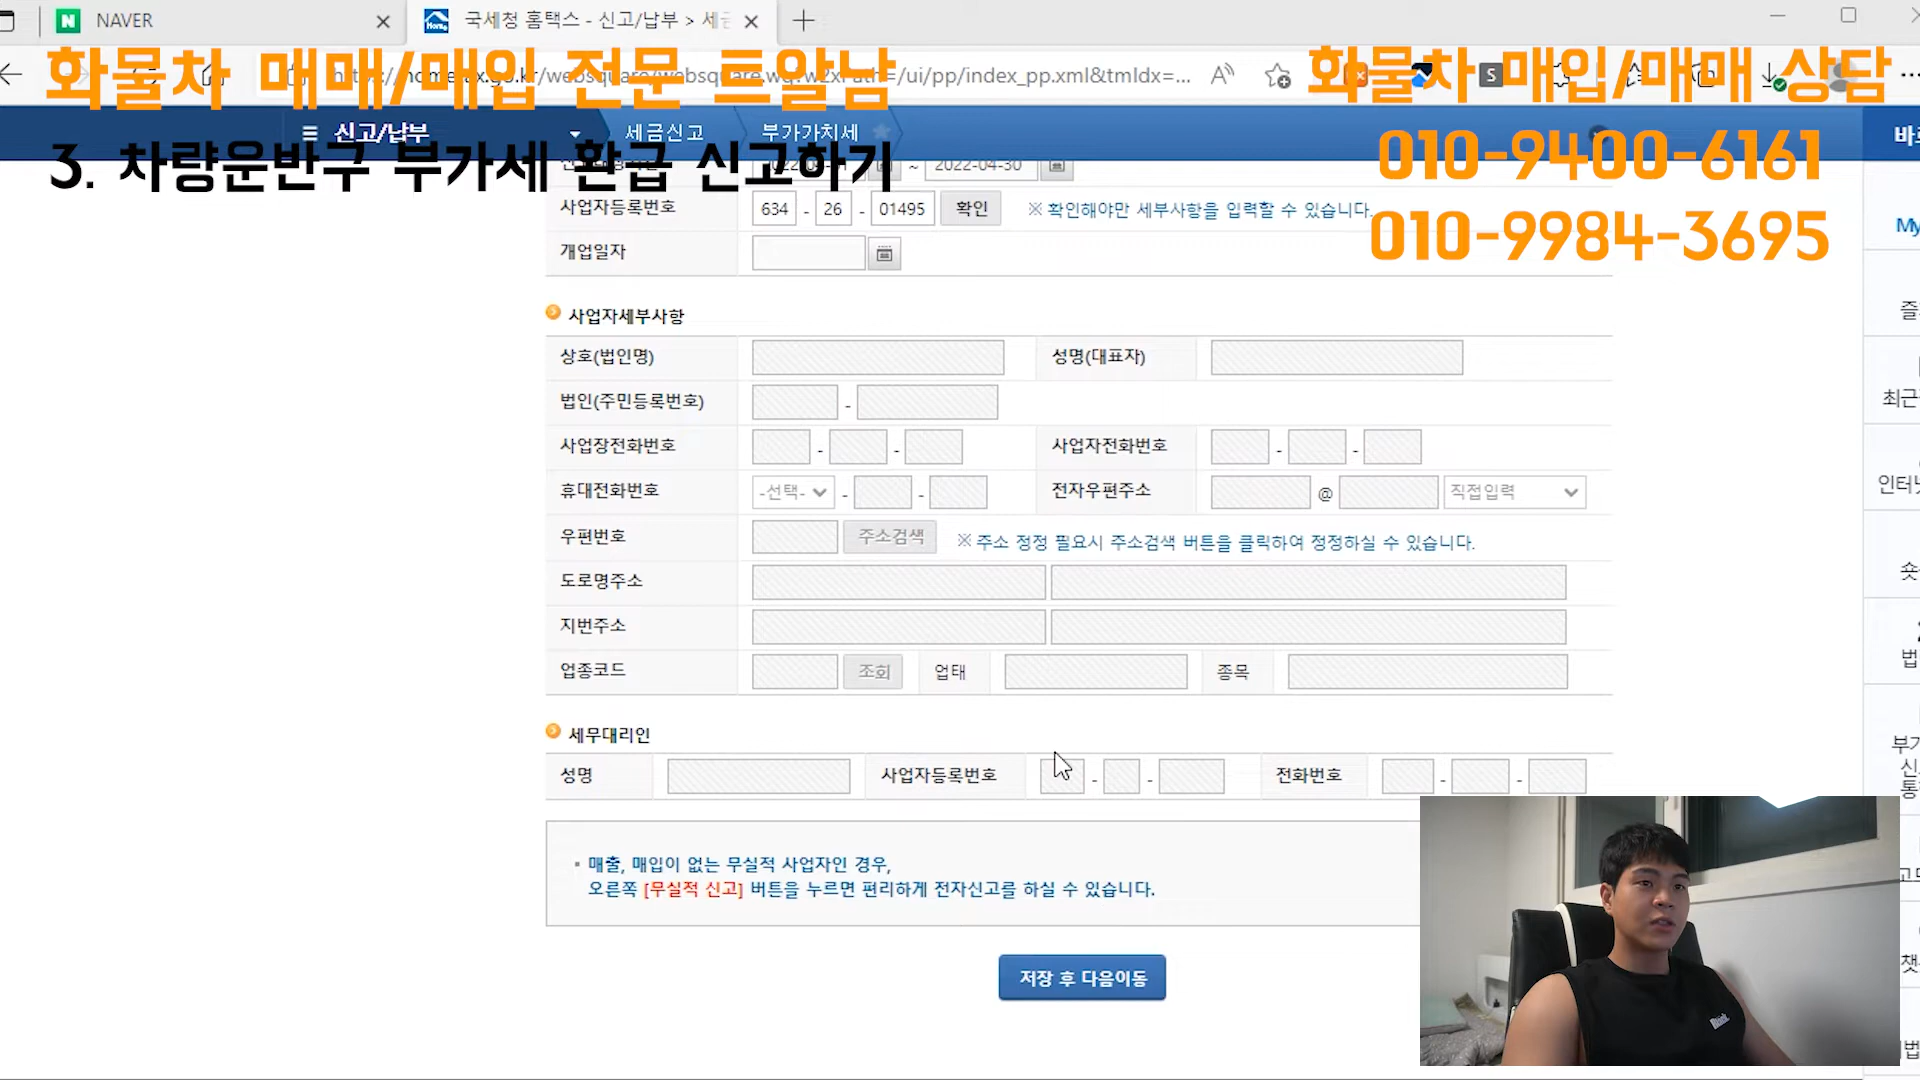 NAVER
국세청 홈택스 - 신고/납부 > 세금
화물차 매매/매입 전문 트알남
화물차 매입/매매 상담
/ui/pp/index_pp.xml&tmIdx=...
신고/납부
세금신고
부가가치세
3. 차량운반구 부가세 환급 신고하기
010-9400-6161
010-9984-3695
~ 2022-04-30
사업자등록번호 634 - 26 - 01495 확인 ※ 확인해야만 세부사항을 입력할 수 있습니다.
개업일자
사업자세부사항
상호(법인명) 성명(대표자)
법인(주민등록번호) -
사업장전화번호 - - 사업자전화번호 - -
휴대전화번호 -선택- - - 전자우편주소 @ 직접입력
우편번호 주소검색 ※ 주소 정정 필요시 주소검색 버튼을 클릭하여 정정하실 수 있습니다.
도로명주소
지번주소
업종코드 조회 업태 종목
세무대리인
성명 사업자등록번호 - - 전화번호 - -
매출, 매입이 없는 무실적 사업자인 경우,
오른쪽 [무실적 신고] 버튼을 누르면 편리하게 전자신고를 하실 수 있습니다.
저장 후 다음이동
My
최근